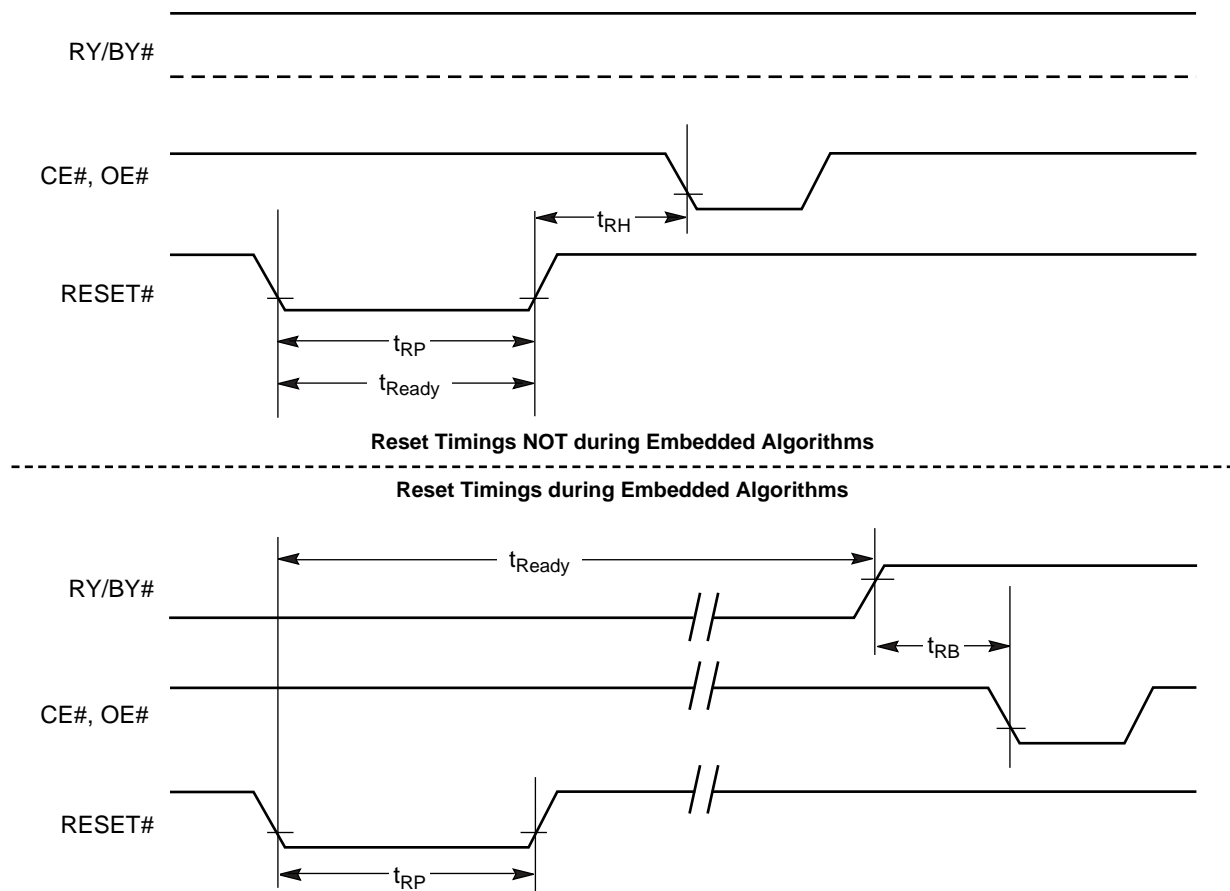 RY/BY#
CE#, OE#
tRH
RESET#
tRP
tReady
Reset Timings NOT during Embedded Algorithms
Reset Timings during Embedded Algorithms
tReady
RY/BY#
tRB
CE#, OE#
RESET#
tRP